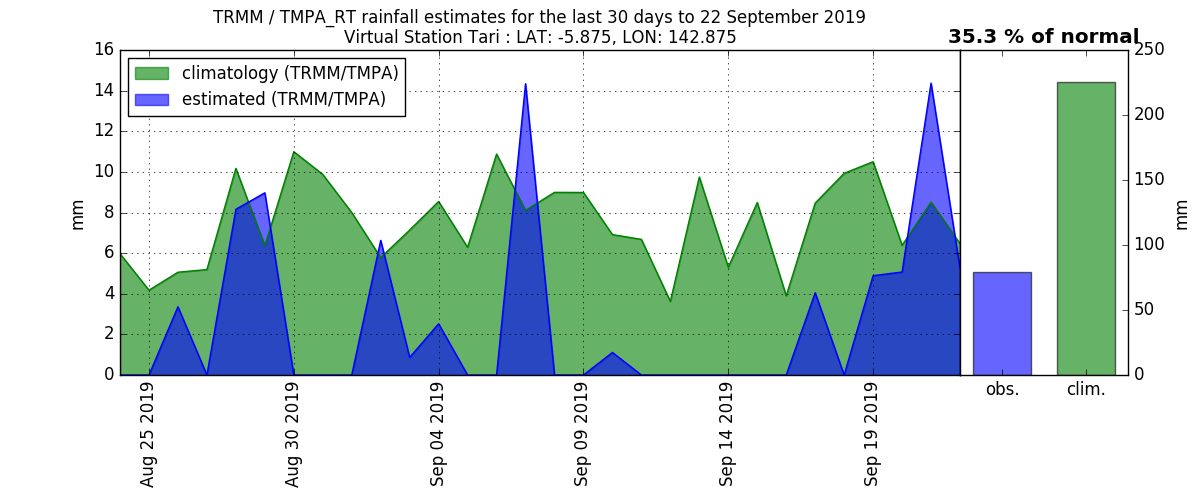 TRMM / TMPA_RT rainfall estimates for the last 30 days to 22 September 2019
Virtual Station Tari : LAT: -5.875, LON: 142.875
35.3 % of normal
climatology (TRMM/TMPA)
estimated (TRMM/TMPA)
16
14
12
10
8
6
4
2
0
mm
Aug 25 2019
Aug 30 2019
Sep 04 2019
Sep 09 2019
Sep 14 2019
Sep 19 2019
250
200
150
100
50
0
mm
obs.
clim.